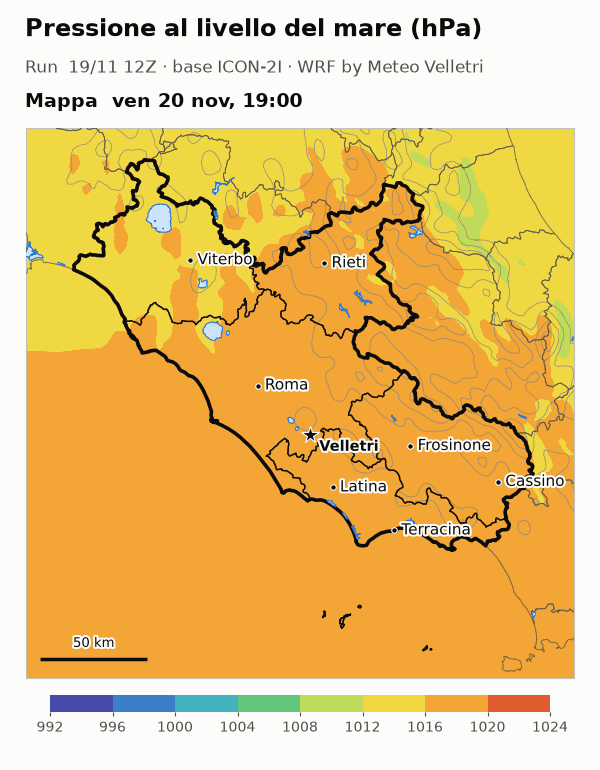 Pressione al livello del mare (hPa)
Run 19/11 12Z · base ICON-2I · WRF by Meteo Velletri
Mappa ven 20 nov, 19:00
Viterbo
Rieti
Roma
Velletri
Frosinone
Cassino
Latina
Terracina
50 km
992 996 1000 1004 1008 1012 1016 1020 1024